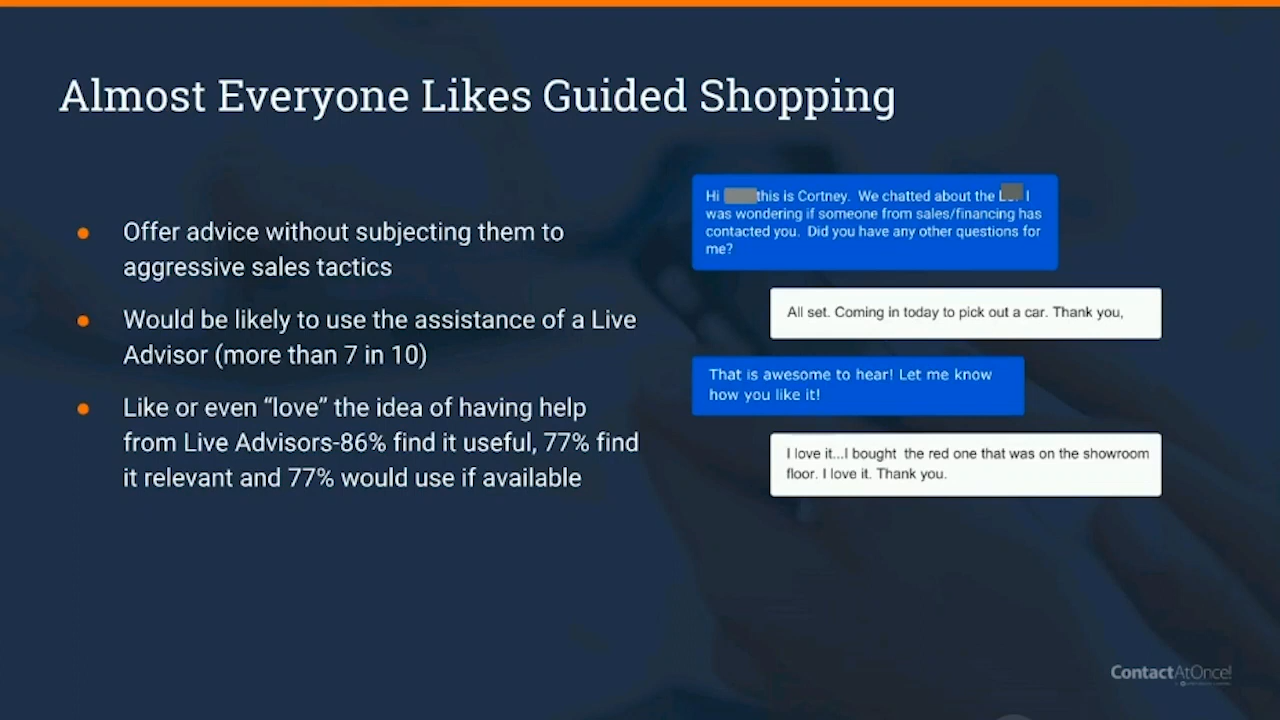 Almost Everyone Likes Guided Shopping
Offer advice without subjecting them to
aggressive sales tactics
Would be likely to use the assistance of a Live
Advisor (more than 7 in 10)
Like or even “love” the idea of having help
from Live Advisors-86% find it useful, 77% find
it relevant and 77% would use if available
Hi this is Cortney. We chatted about the I
was wondering if someone from sales/financing has
contacted you. Did you have any other questions for
me?
All set. Coming in today to pick out a car. Thank you,
That is awesome to hear! Let me know
how you like it!
I love it...I bought the red one that was on the showroom
floor. I love it. Thank you.
ContactAtOnce!